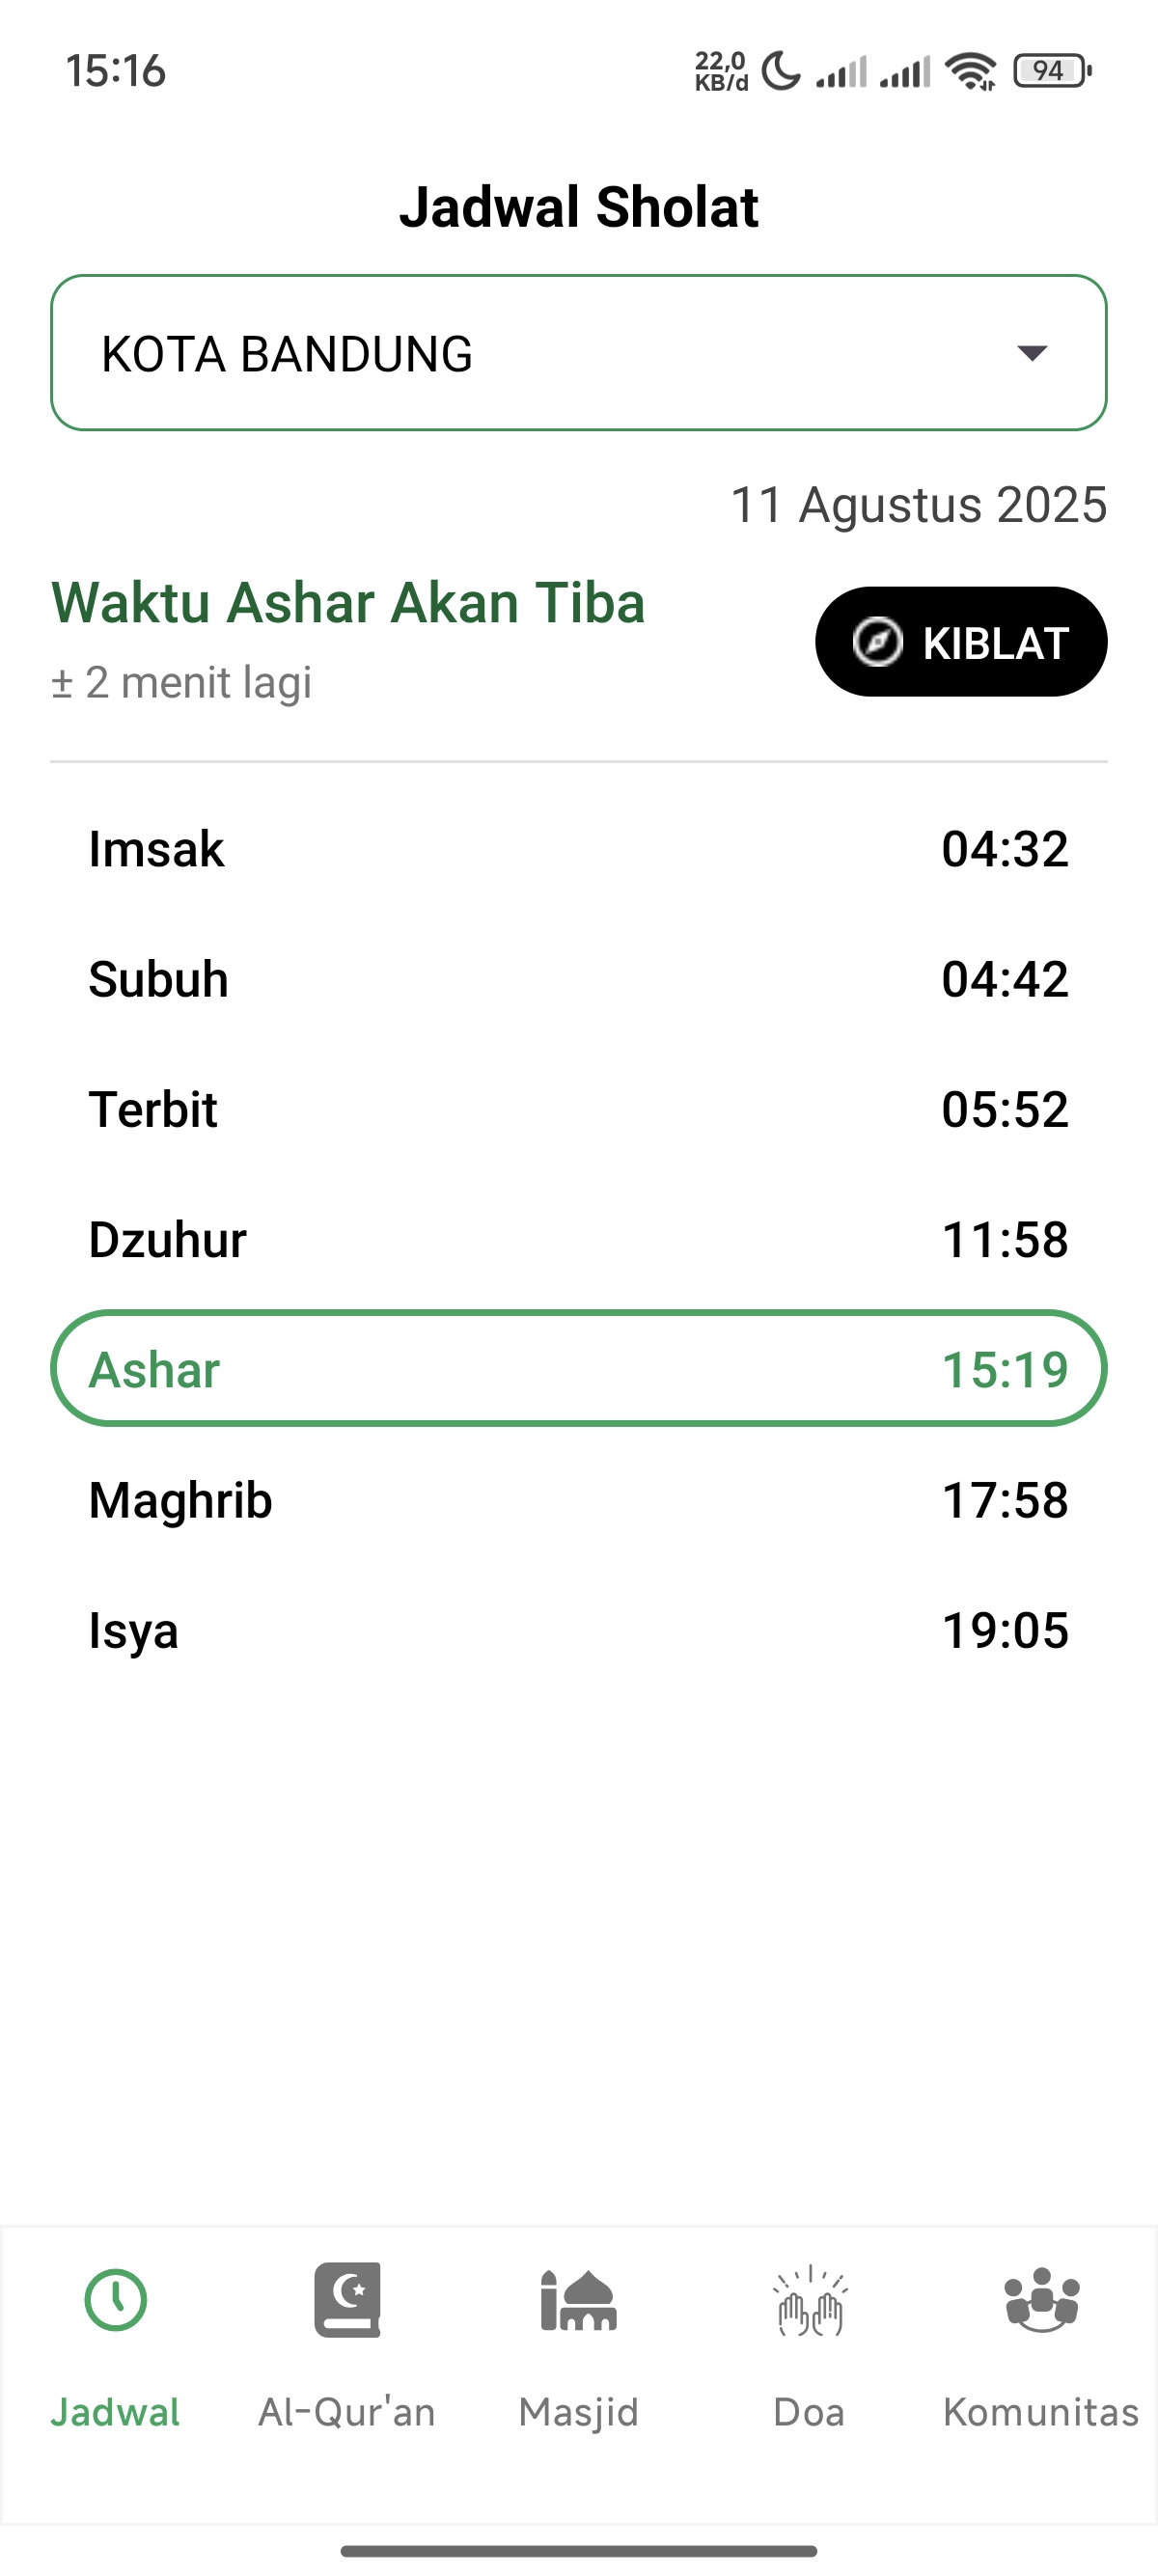 15:16
22,0
KB/d
94
Jadwal Sholat
KOTA BANDUNG
11 Agustus 2025
Waktu Ashar Akan Tiba
± 2 menit lagi
KIBLAT
Imsak 04:32
Subuh 04:42
Terbit 05:52
Dzuhur 11:58
Ashar 15:19
Maghrib 17:58
Isya 19:05
Jadwal Al-Qur'an Masjid Doa Komunitas